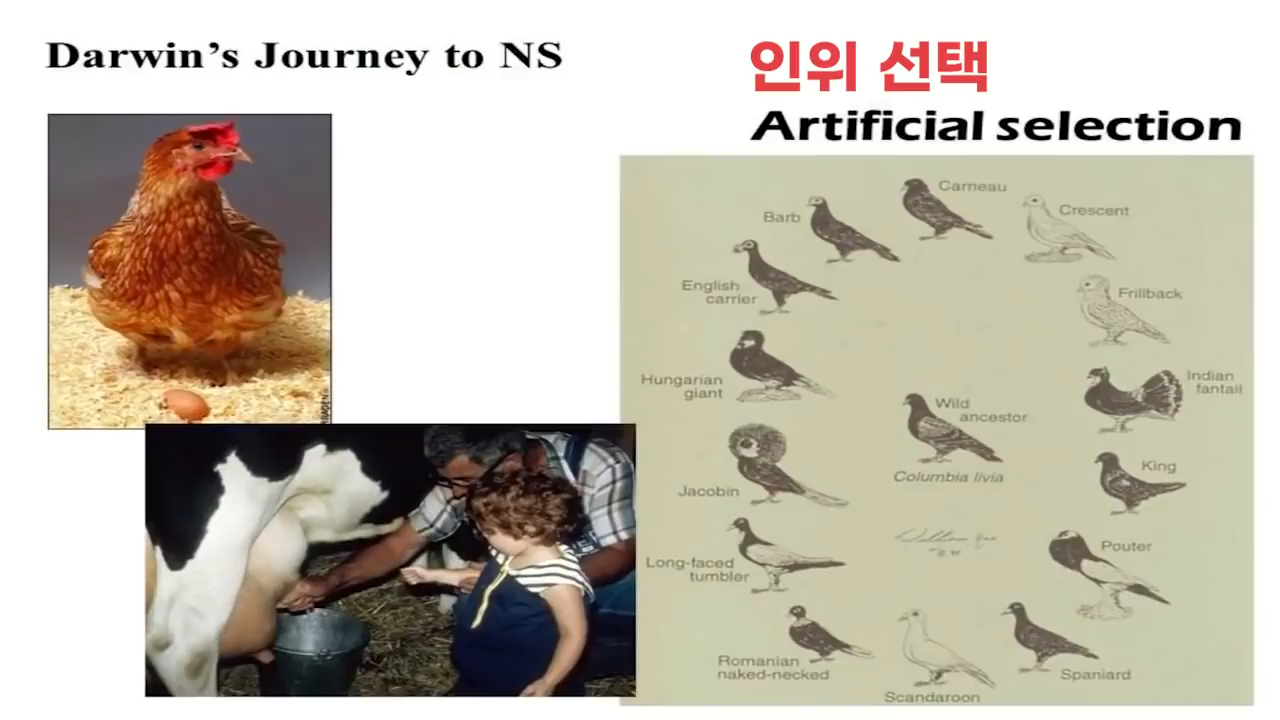 Darwin's Journey to NS
인위 선택
Artificial selection
Carneau
Barb
Crescent
English
carrier
Frillback
Hungarian
giant
Indian
fantail
Wild
ancestor
Columbia livia
King
Jacobin
Pouter
Long-faced
tumbler
Romanian
naked-necked
Scandaroon
Spaniard